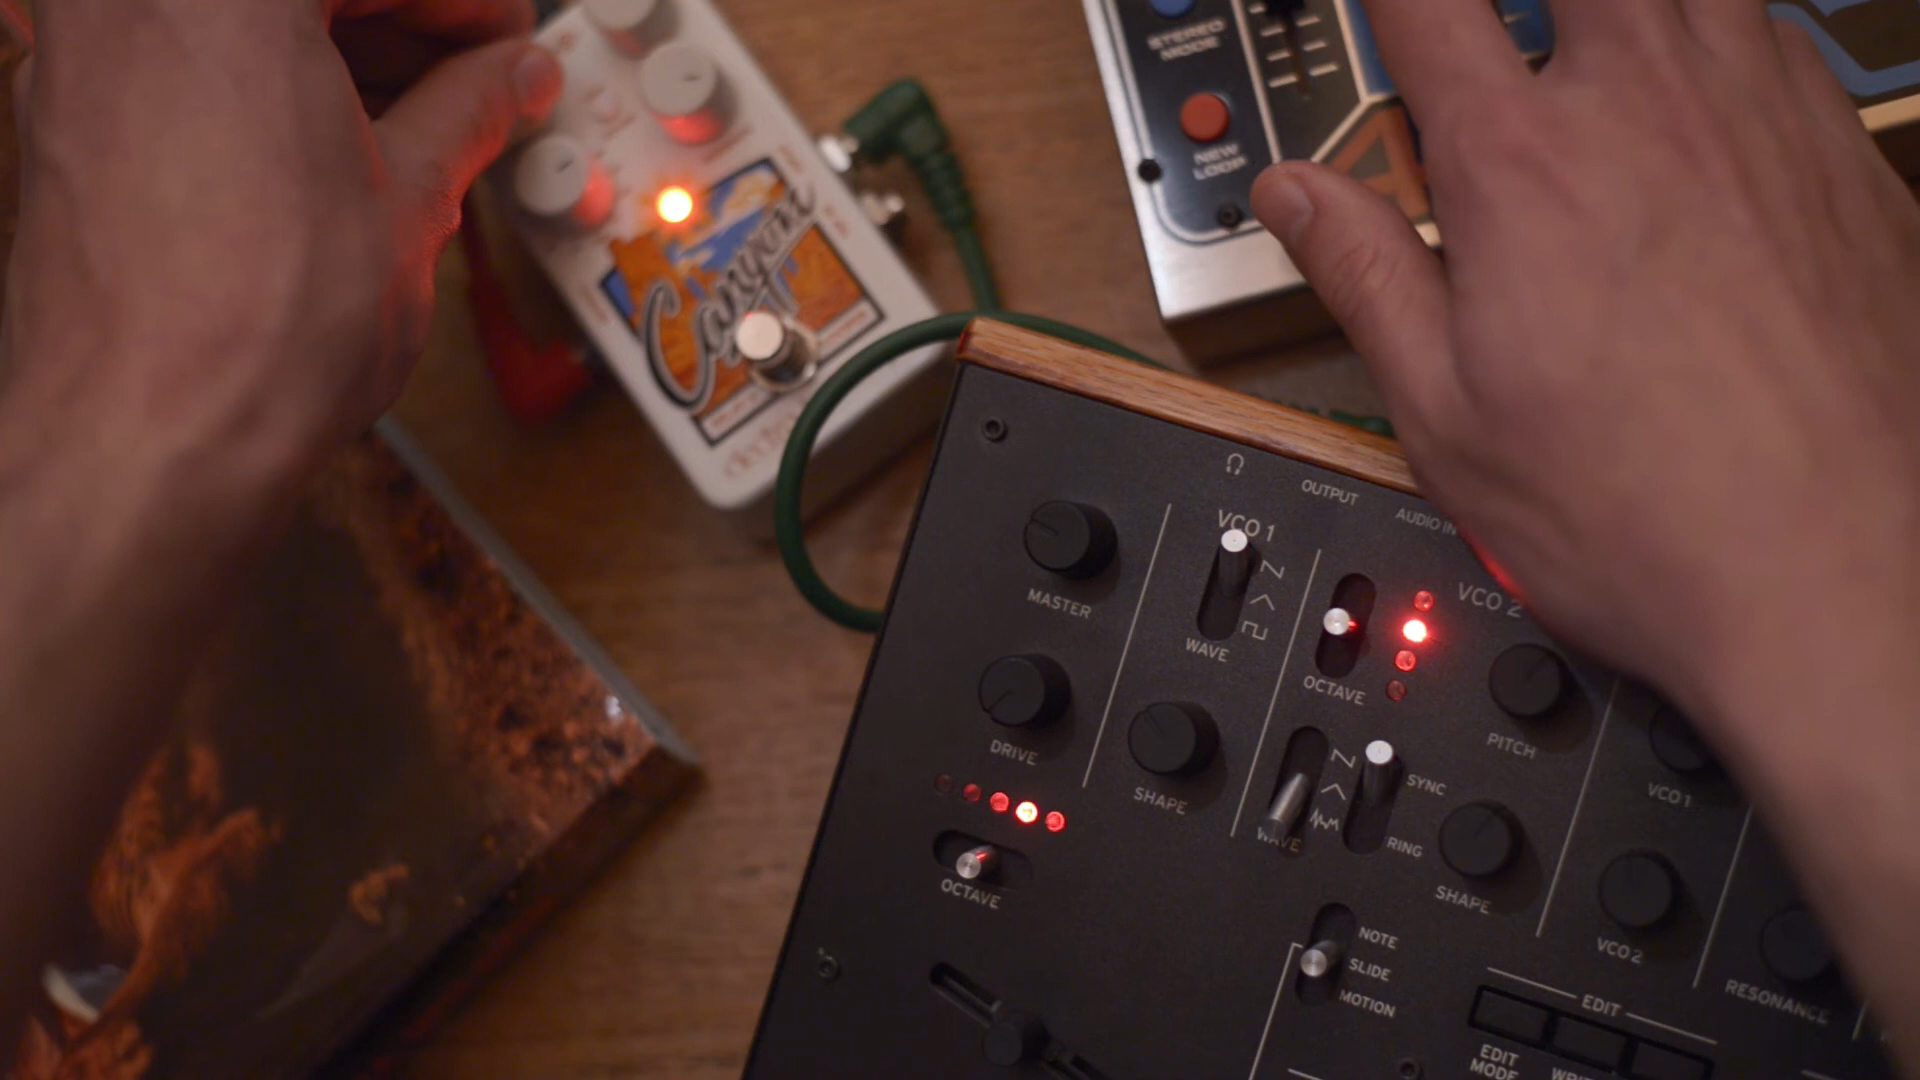 STEREO
MODE
NEW
LOOP
Canyon
OUTPUT
AUDIO IN
VCO 1
VCO 2
MASTER
WAVE
OCTAVE
PITCH
DRIVE
SHAPE
WAVE
SYNC
RING
SHAPE
VCO 1
OCTAVE
VCO 2
NOTE
SLIDE
MOTION
RESONANCE
EDIT
EDIT
MODE